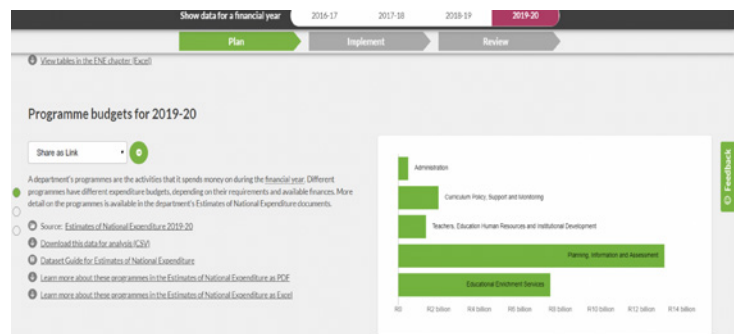 Show data for a financial year 2016-17 2017-18 2018-19 2019-20
Plan Implement Review
View tables in the ENE chapter (Excel)
Programme budgets for 2019-20
Share as Link
A department's programmes are the activities that it spends money on during the financial year. Different
programmes have different expenditure budgets, depending on their requirements and available finances. More
detail on the programmes is available in the department's Estimates of National Expenditure documents.
Source: Estimates of National Expenditure 2019-20
Download this data for analysis (CSV)
Dataset Guide for Estimates of National Expenditure
Learn more about these programmes in the Estimates of National Expenditure as PDF
Learn more about these programmes in the Estimates of National Expenditure as Excel
Administration
Curriculum Policy, Support and Monitoring
Teachers, Education Human Resources and Institutional Development
Planning, Information and Assessment
Educational Enrichment Services
R0 R2 billion R4 billion R6 billion R8 billion R10 billion R12 billion R14 billion
Feedback